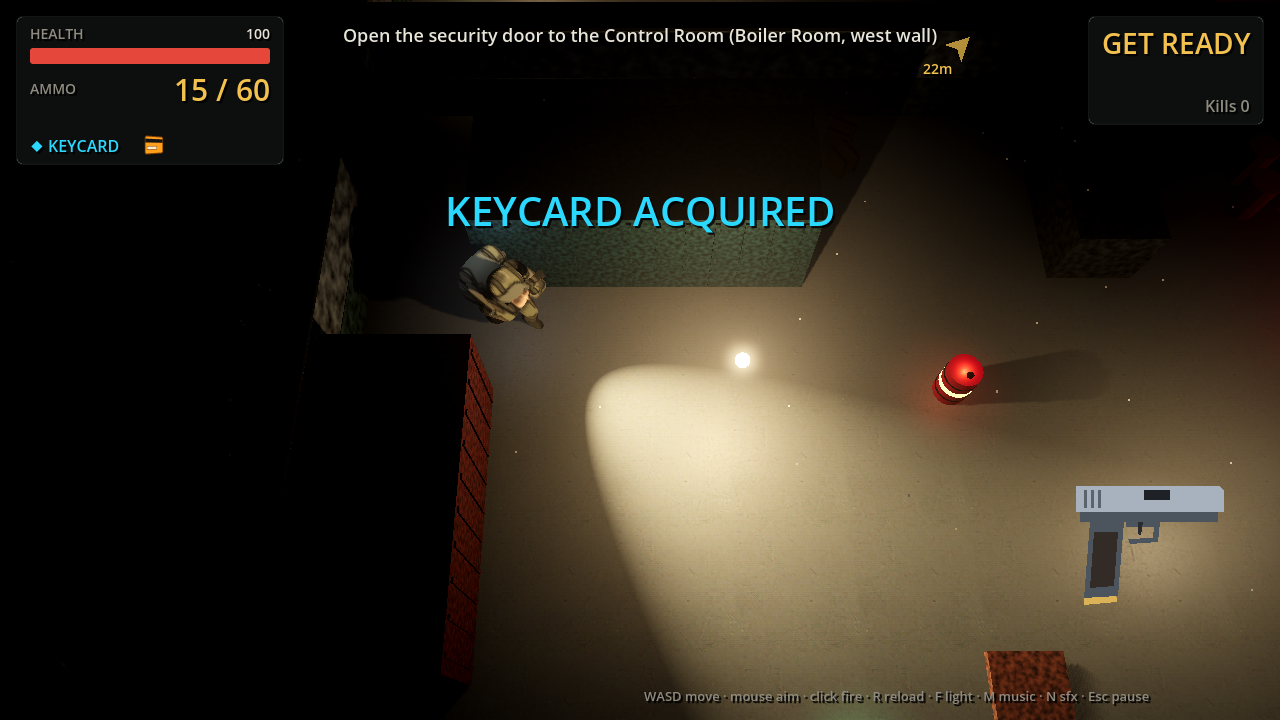 HEALTH 100
AMMO 15 / 60
◆ KEYCARD
Open the security door to the Control Room (Boiler Room, west wall)
22m
GET READY
Kills 0
KEYCARD ACQUIRED
WASD move · mouse aim · click fire · R reload · F light · M music · N sfx · Esc pause